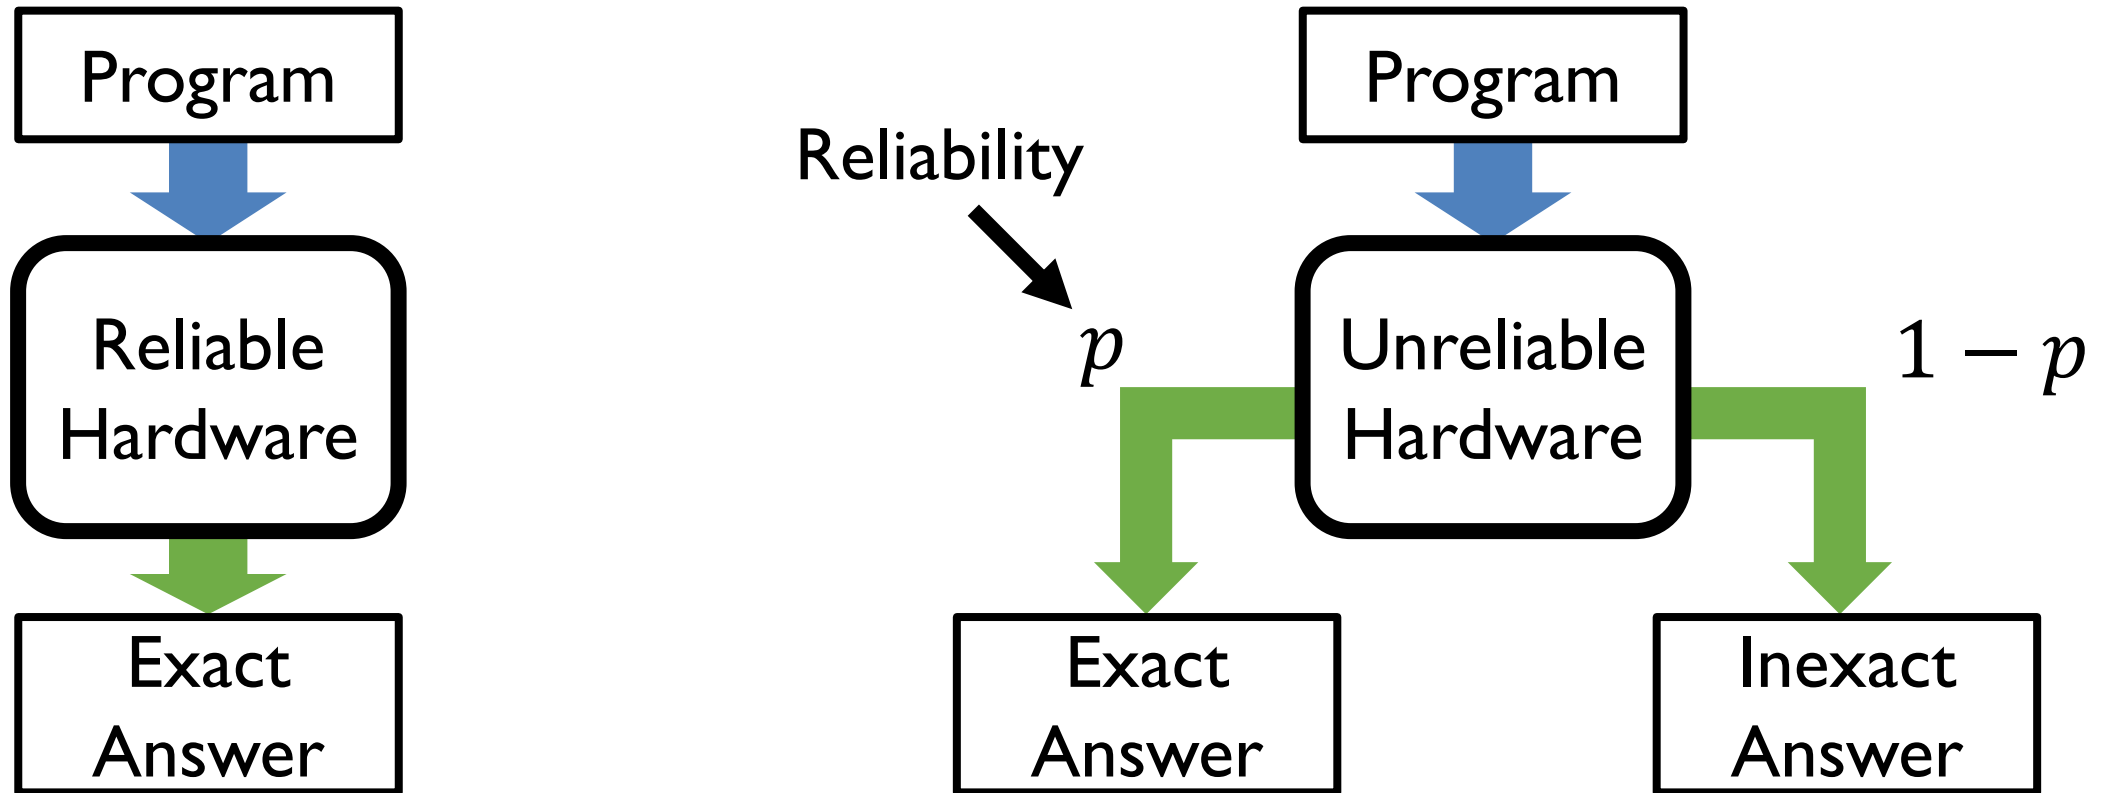 Program
Reliable
Hardware
Exact
Answer
Program
Reliability
p
Unreliable
Hardware
1 − p
Exact
Answer
Inexact
Answer